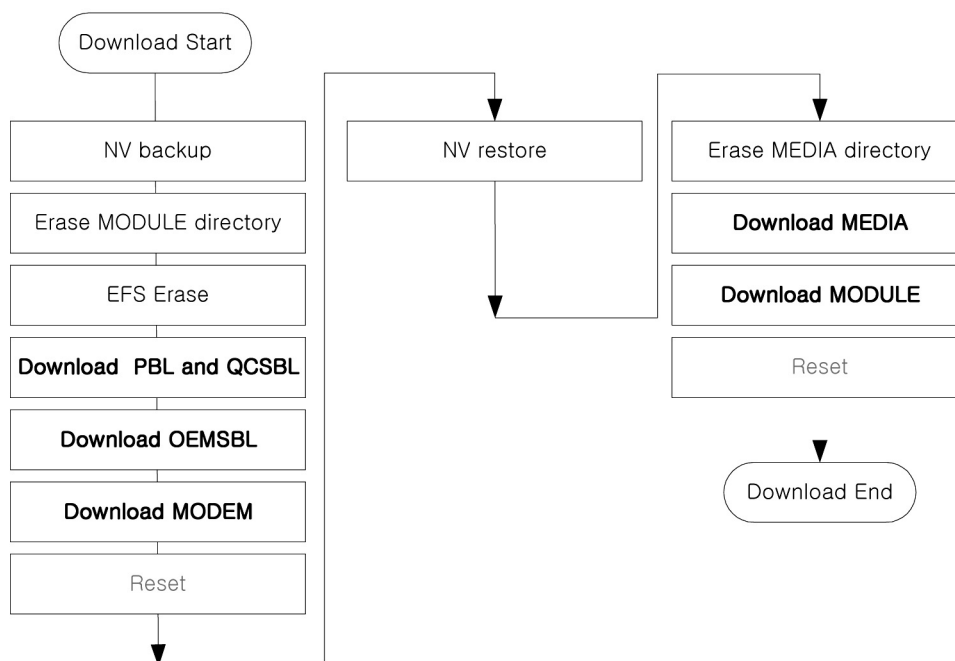 Download Start
NV backup
Erase MODULE directory
EFS Erase
Download PBL and QCSBL
Download OEMSBL
Download MODEM
Reset
NV restore
Erase MEDIA directory
Download MEDIA
Download MODULE
Reset
Download End